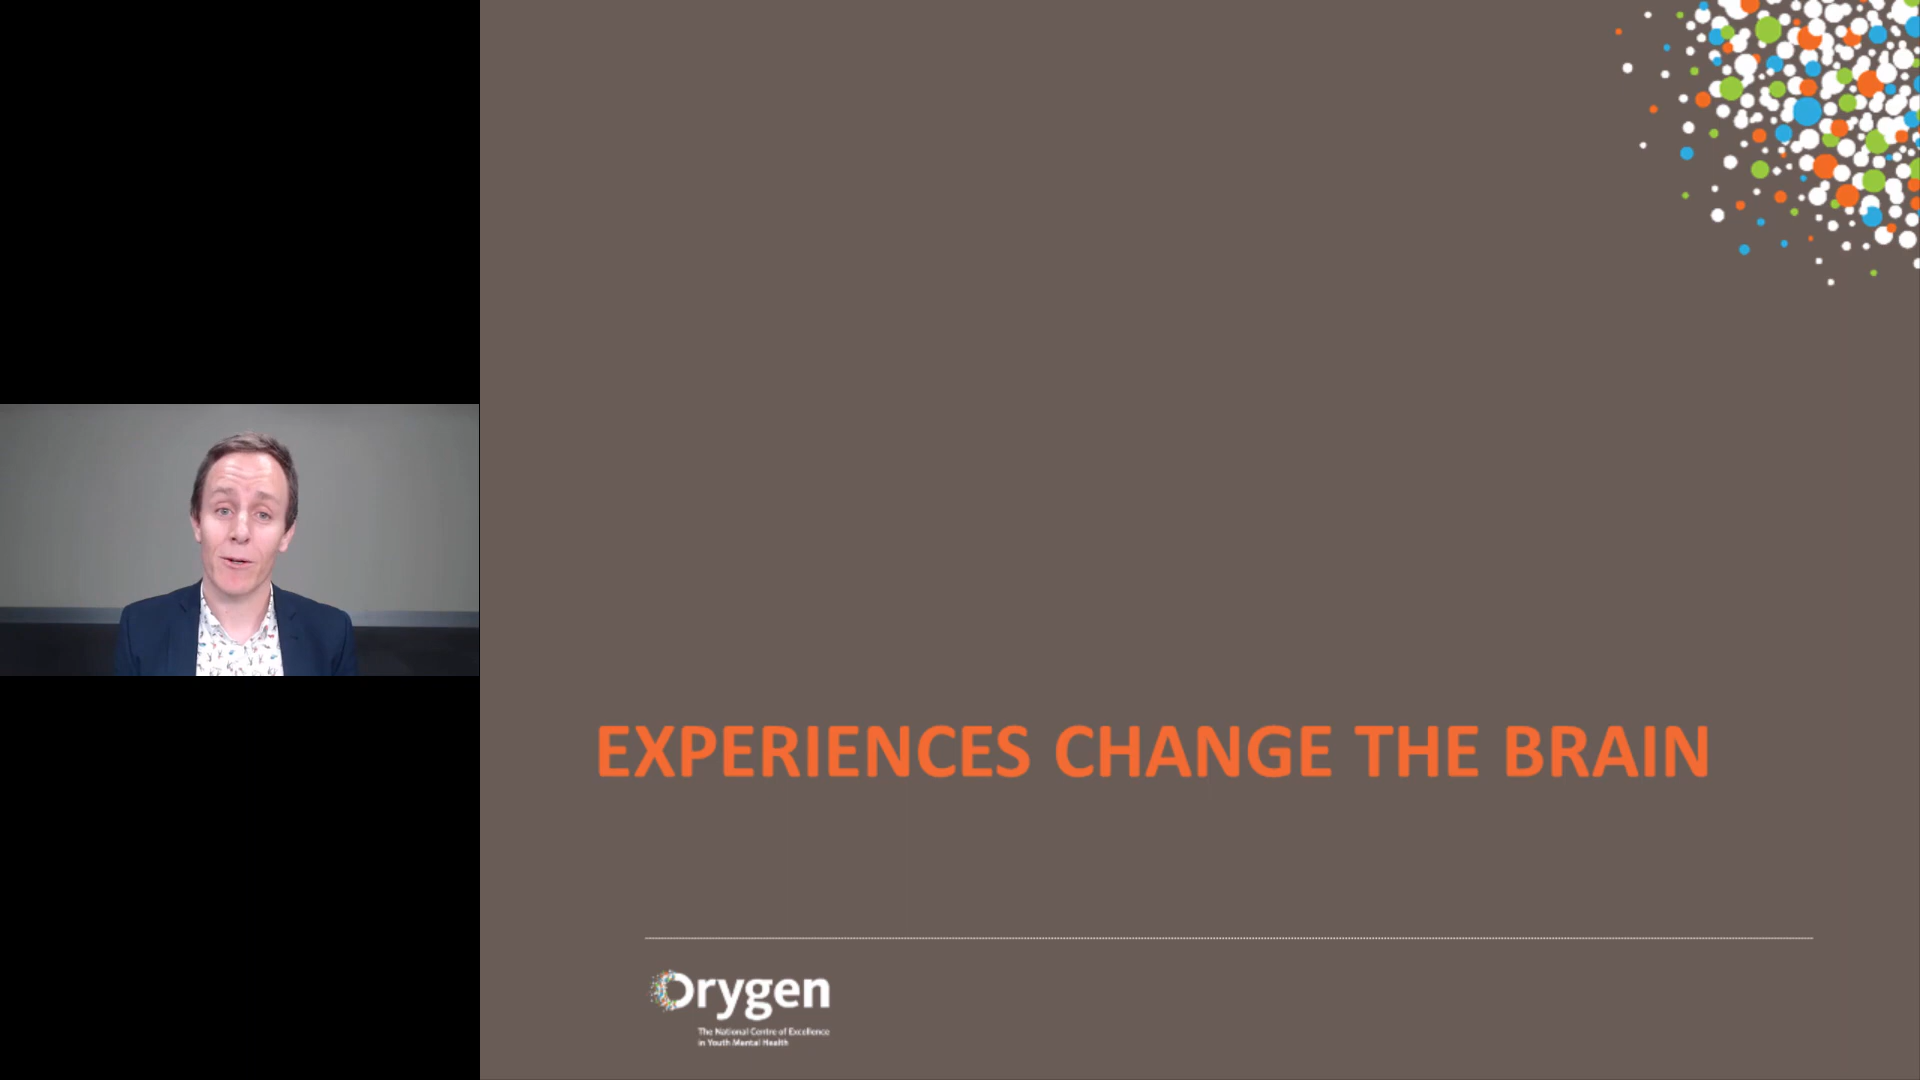 EXPERIENCES CHANGE THE BRAIN
Orygen
The National Centre of Excellence
in Youth Mental Health